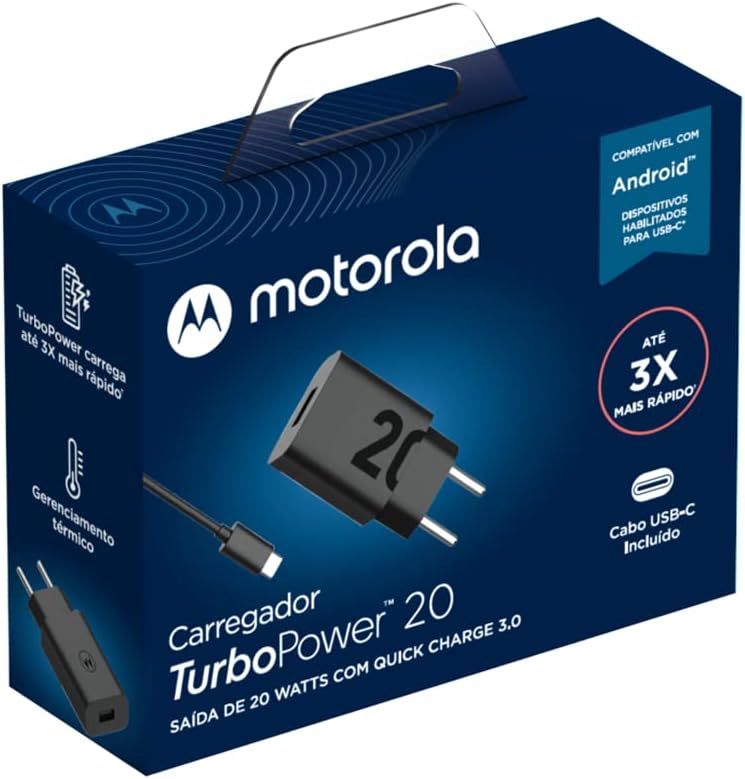 motorola
COMPATÍVEL COM
Android™
DISPOSITIVOS
HABILITADOS
PARA USB-C*
ATÉ
3X
MAIS RÁPIDO¹
Cabo USB-C
Incluído
20
Carregador
TurboPower™ 20
SAÍDA DE 20 WATTS COM QUICK CHARGE 3.0
TurboPower carrega
até 3X mais rápido¹
Gerenciamento
térmico